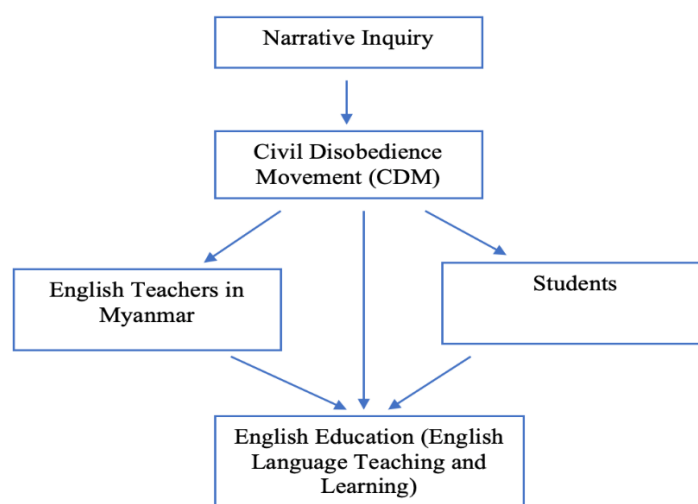 Narrative Inquiry
Civil Disobedience
Movement (CDM)
English Teachers in
Myanmar
Students
English Education (English
Language Teaching and
Learning)